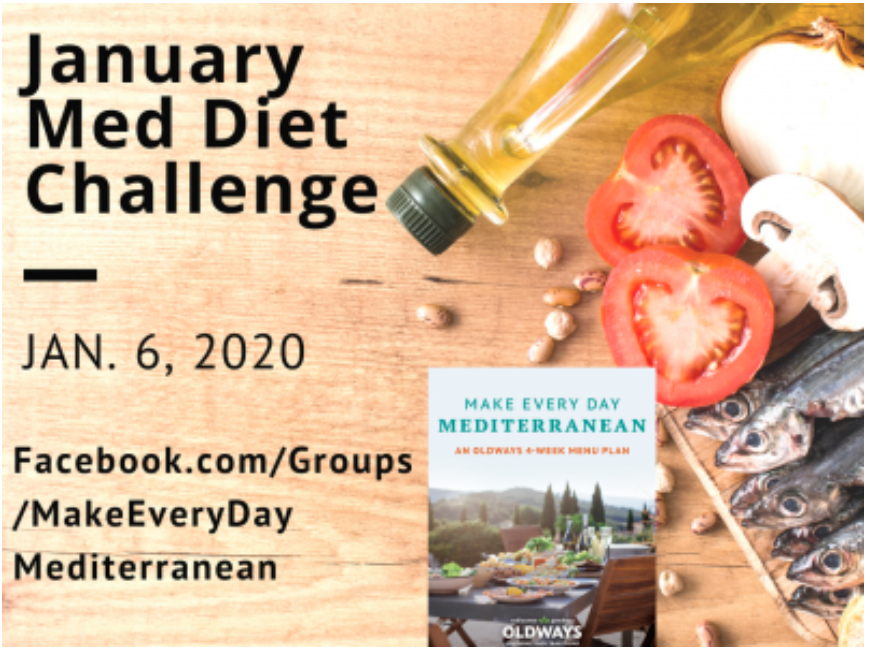 January
Med Diet
Challenge
JAN. 6, 2020
Facebook.com/Groups
/MakeEveryDay
Mediterranean
MAKE EVERY DAY
MEDITERRANEAN
AN OLDWAYS 4-WEEK MENU PLAN
OLDWAYS